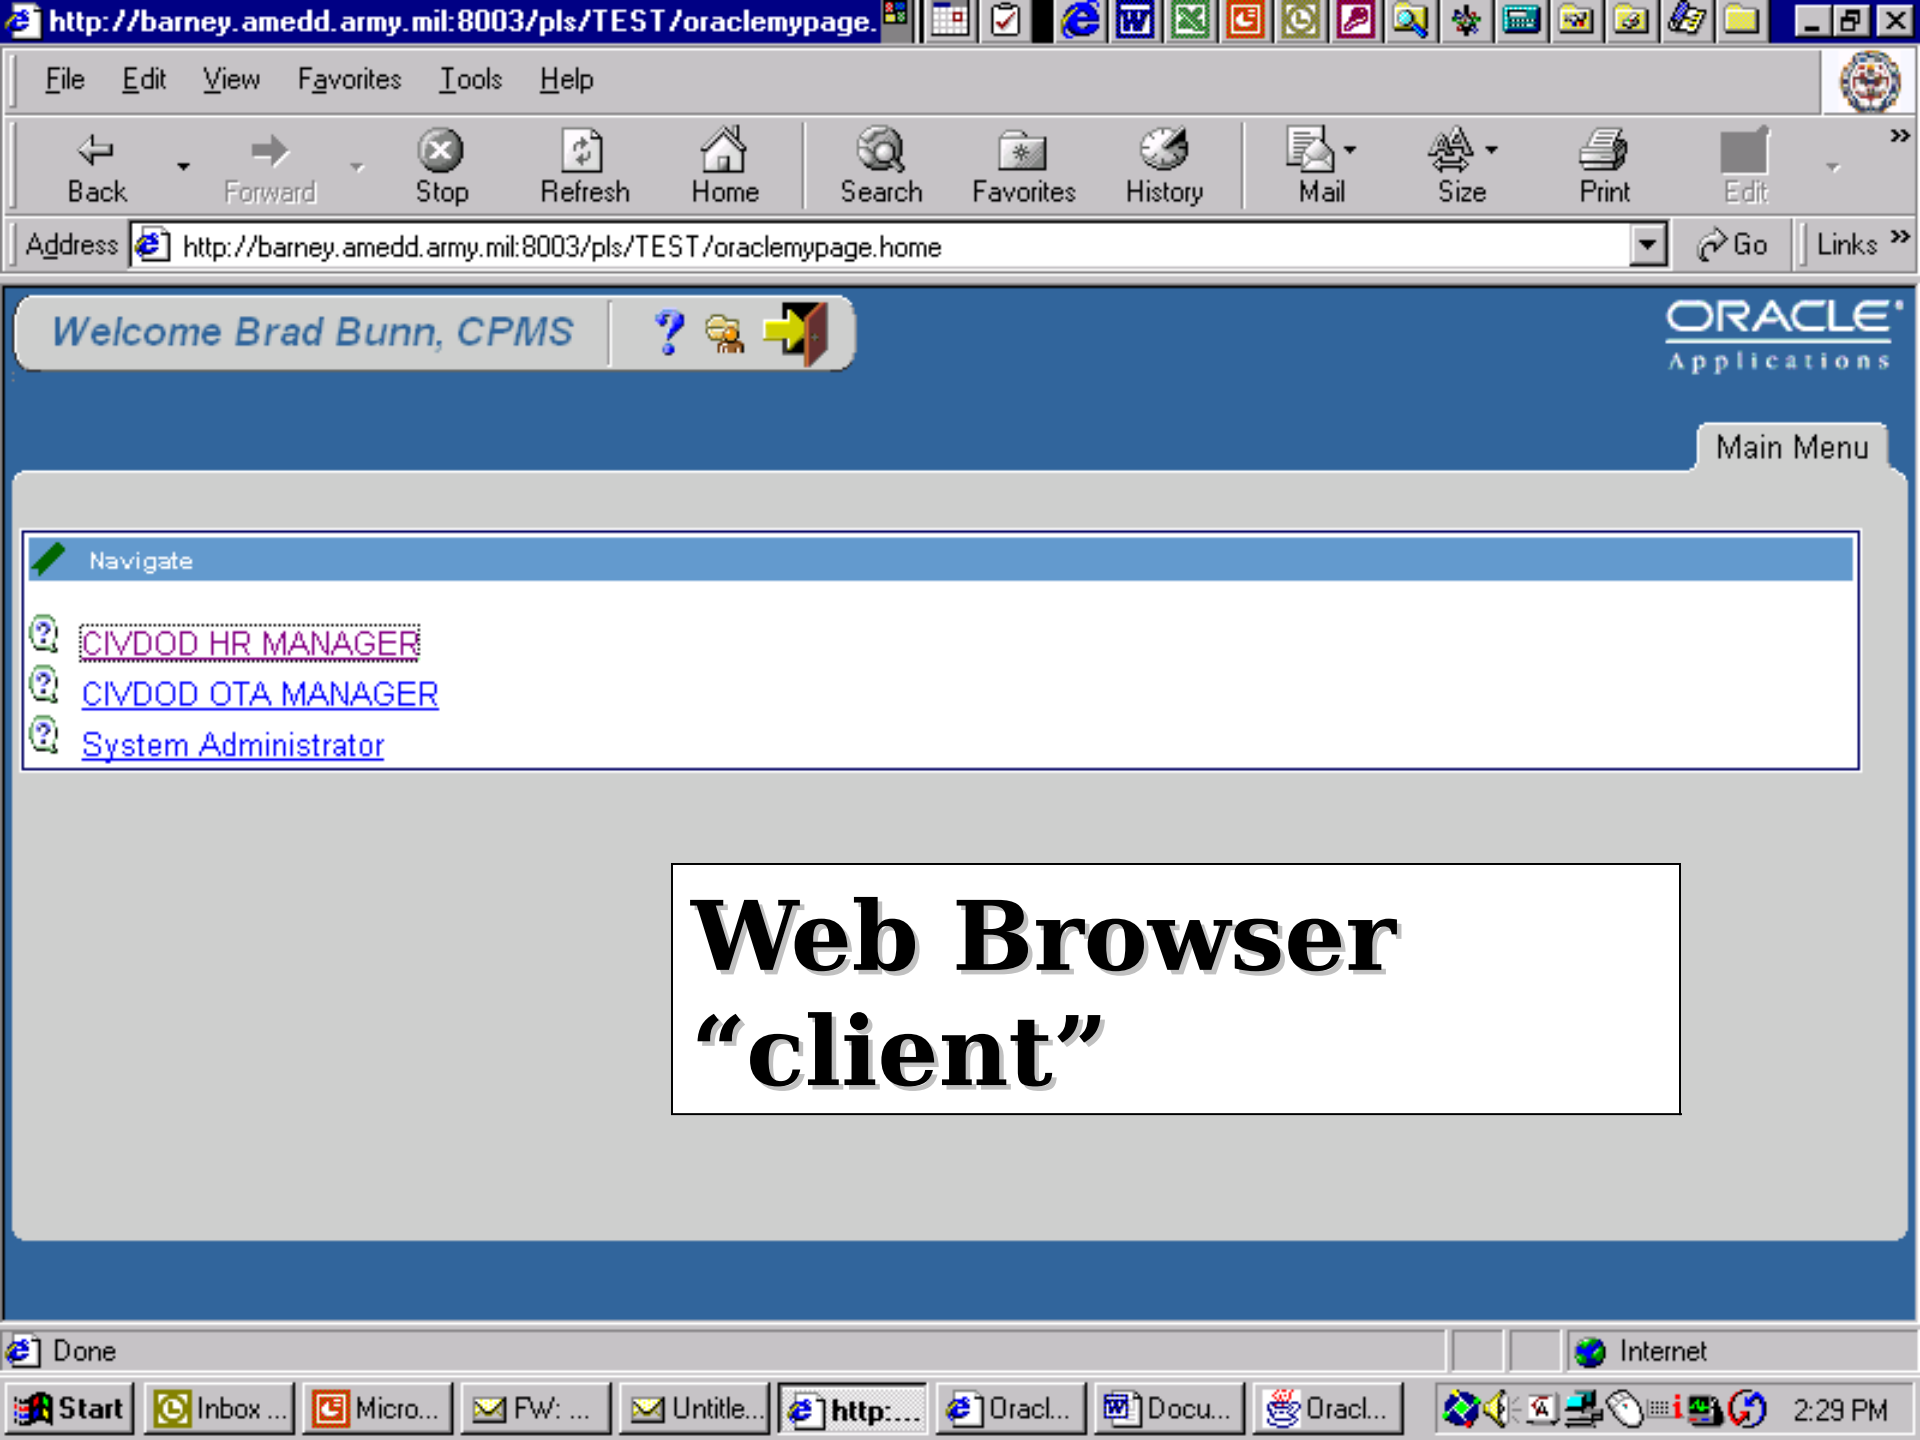 http://barney.amedd.army.mil:8003/pls/TEST/oraclemypage.
File Edit View Favorites Tools Help
Back Forward Stop Refresh Home Search Favorites History Mail Size Print Edit
Address http://barney.amedd.army.mil:8003/pls/TEST/oraclemypage.home Go Links
Welcome Brad Bunn, CPMS
ORACLE
Applications
Main Menu
Navigate
CIVDOD HR MANAGER
CIVDOD OTA MANAGER
System Administrator
Web Browser
“client”
Done Internet
Start Inbox ... Micro... FW: ... Untitle... http:... Oracl... Docu... Oracl... 2:29 PM